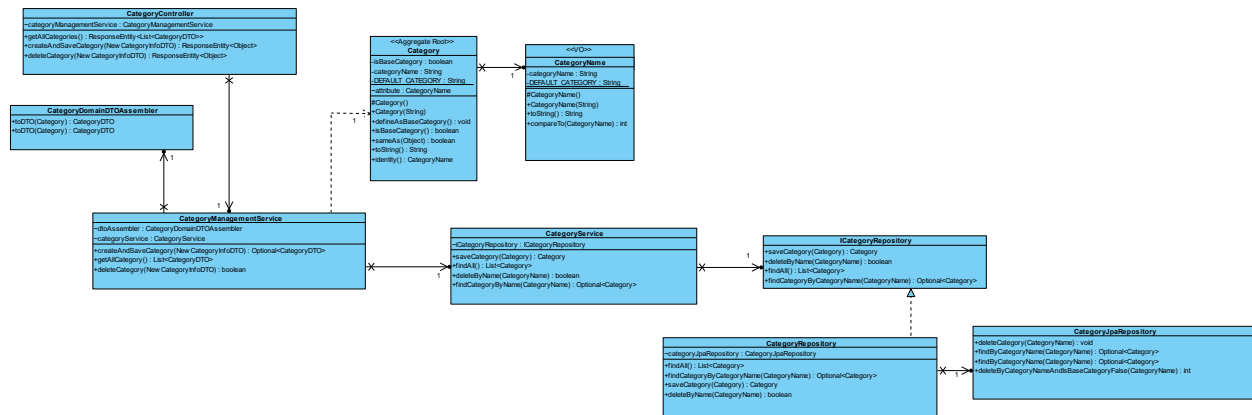 CategoryController
~categoryManagementService : CategoryManagementService
+getAllCategories() : ResponseEntity<List<CategoryDTO>>
+createAndSaveCategory(New CategoryInfoDTO) : ResponseEntity<Object>
+deleteCategory(New CategoryInfoDTO) : ResponseEntity<Object>
<<Aggregate Root>>
Category
-isBaseCategory : boolean
-categoryName : String
-DEFAULT_CATEGORY : String
~attribute : CategoryName
#Category()
+Category(String)
+defineAsBaseCategory() : void
+isBaseCategory() : boolean
+sameAs(Object) : boolean
+toString() : String
+identity() : CategoryName
1
<<VO>>
CategoryName
-categoryName : String
-DEFAULT_CATEGORY : String
#CategoryName()
+CategoryName(String)
+toString() : String
+compareTo(CategoryName) : int
1
CategoryDomainDTOAssembler
+toDTO(Category) : CategoryDTO
+toDTO(Category) : CategoryDTO
1
1
CategoryManagementService
~dtoAssembler : CategoryDomainDTOAssembler
~categoryService : CategoryService
+createAndSaveCategory(New CategoryInfoDTO) : Optional<CategoryDTO>
+getAllCategory() : List<CategoryDTO>
+deleteCategory(New CategoryInfoDTO) : boolean
1
CategoryService
~iCategoryRepository : ICategoryRepository
+saveCategory(Category) : Category
+findAll() : List<Category>
+deleteByName(CategoryName) : boolean
+findCategoryByName(CategoryName) : Optional<Category>
1
ICategoryRepository
+saveCategory(Category) : Category
+deleteByName(CategoryName) : boolean
+findAll() : List<Category>
+findCategoryByCategoryName(CategoryName) : Optional<Category>
CategoryRepository
~categoryJpaRepository : CategoryJpaRepository
+findAll() : List<Category>
+findCategoryByCategoryName(CategoryName) : Optional<Category>
+saveCategory(Category) : Category
+deleteByName(CategoryName) : boolean
1
CategoryJpaRepository
+deleteCategory(CategoryName) : void
+findByCategoryName(CategoryName) : Optional<Category>
+findByCategoryName(CategoryName) : Optional<Category>
+deleteByCategoryNameAndIsBaseCategoryFalse(CategoryName) : int